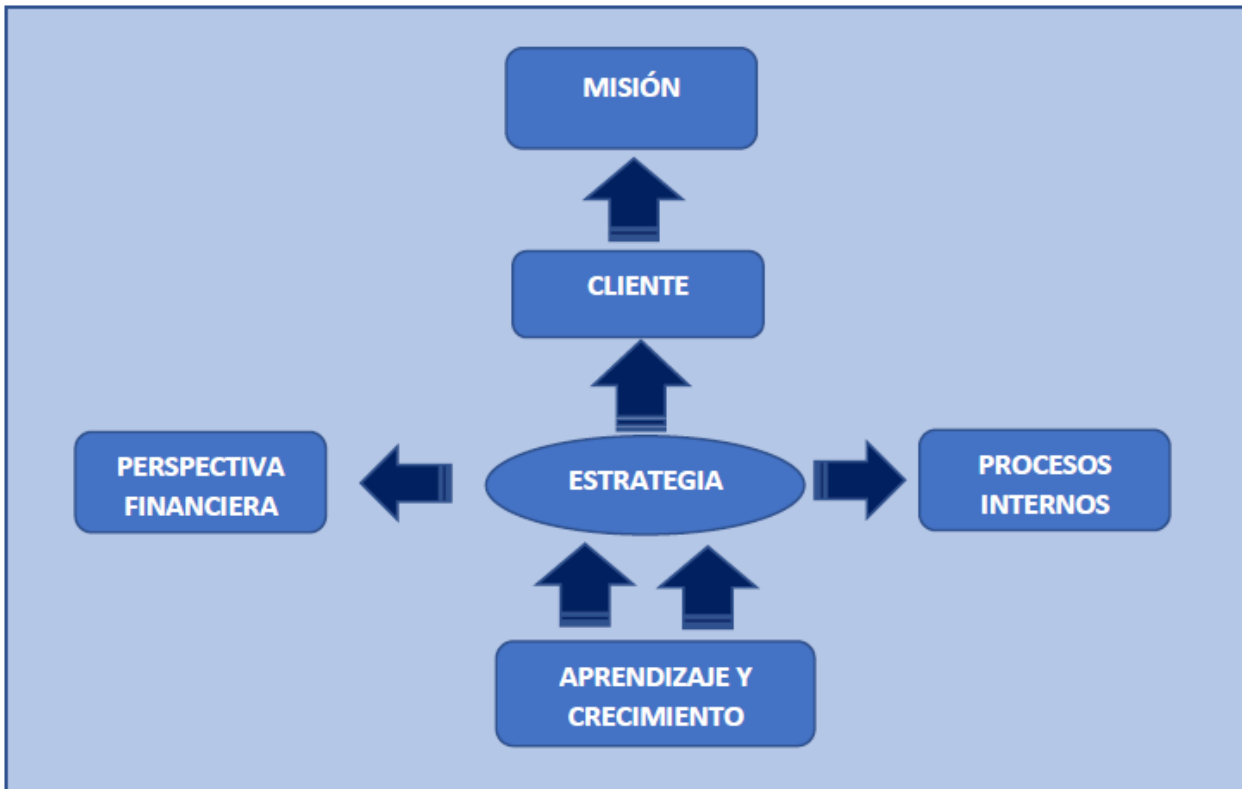 MISIÓN
CLIENTE
PERSPECTIVA
FINANCIERA
ESTRATEGIA
PROCESOS
INTERNOS
APRENDIZAJE Y
CRECIMIENTO